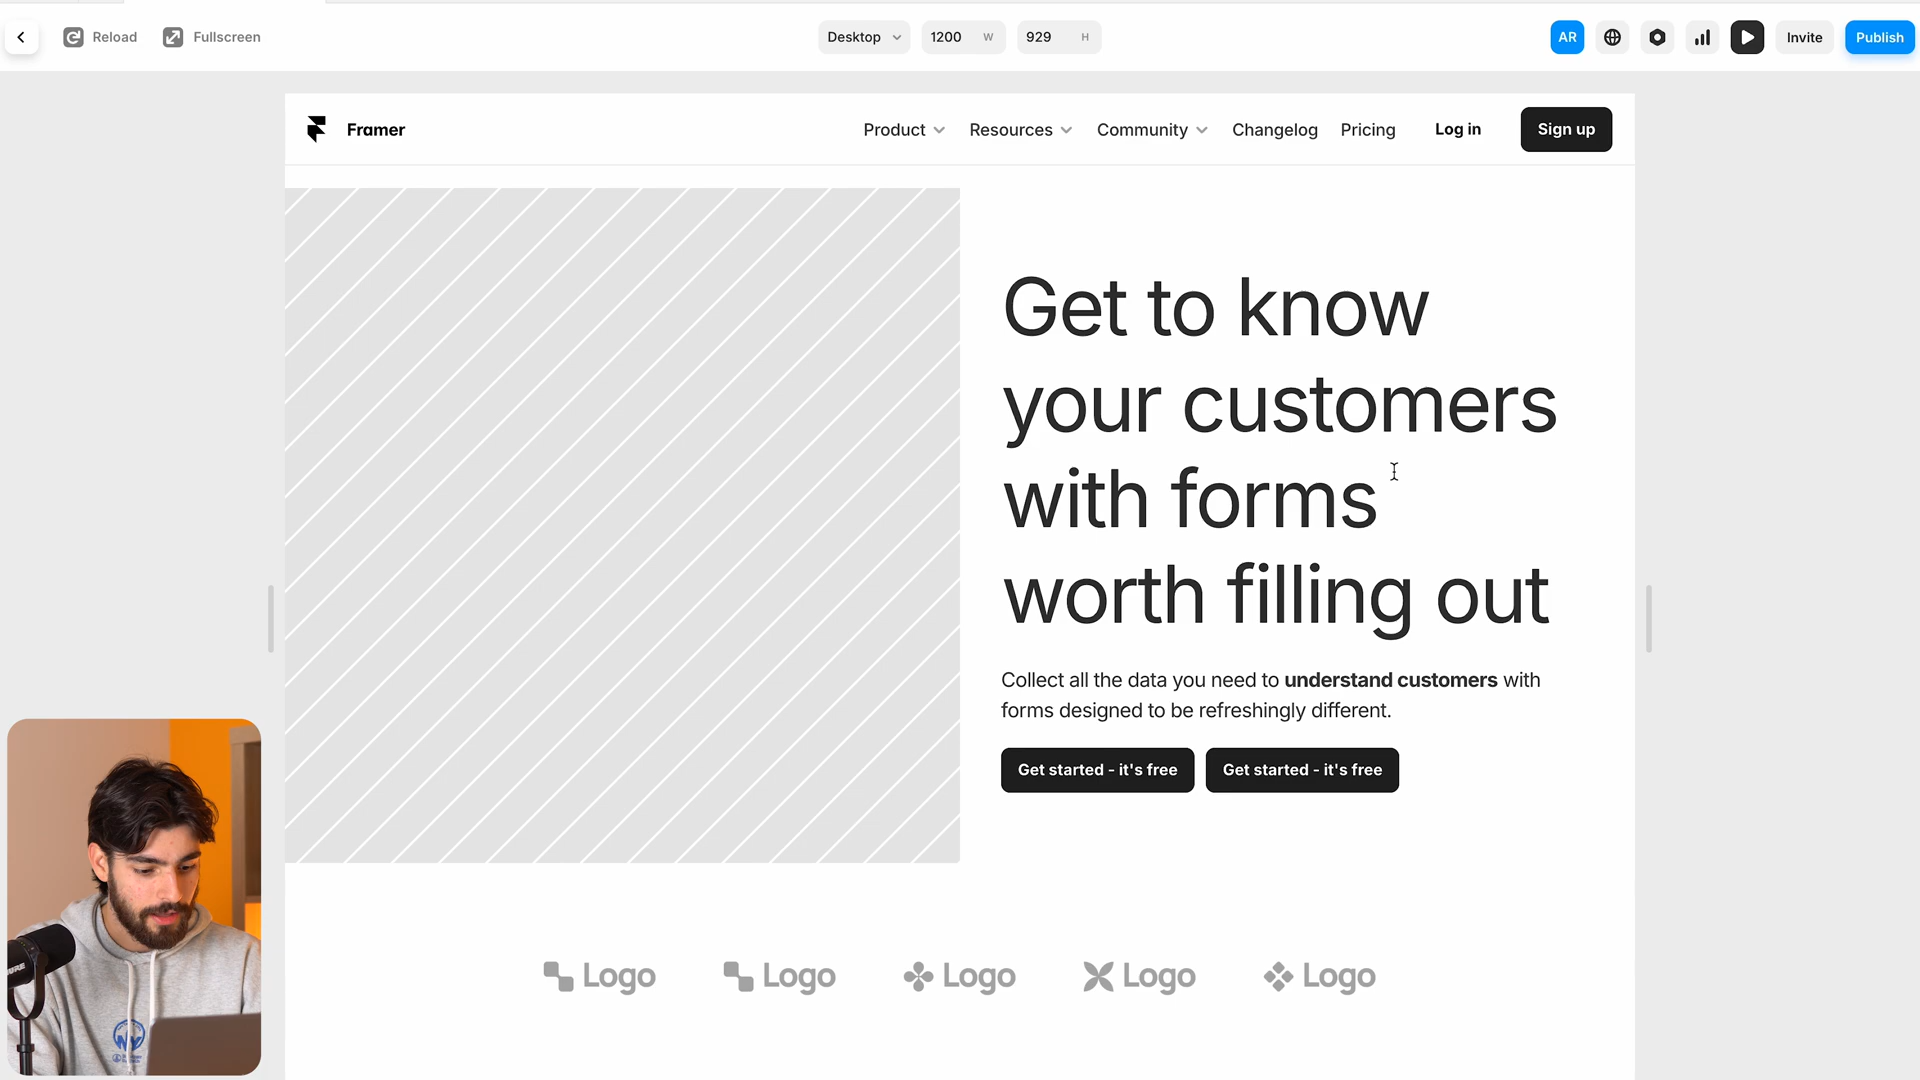 Reload
Fullscreen
Desktop
1200 W
929 H
AR
Invite
Publish
Framer
Product
Resources
Community
Changelog
Pricing
Log in
Sign up
Get to know
your customers
with forms
worth filling out
Collect all the data you need to understand customers with
forms designed to be refreshingly different.
Get started - it's free
Get started - it's free
Logo
Logo
Logo
Logo
Logo
NY